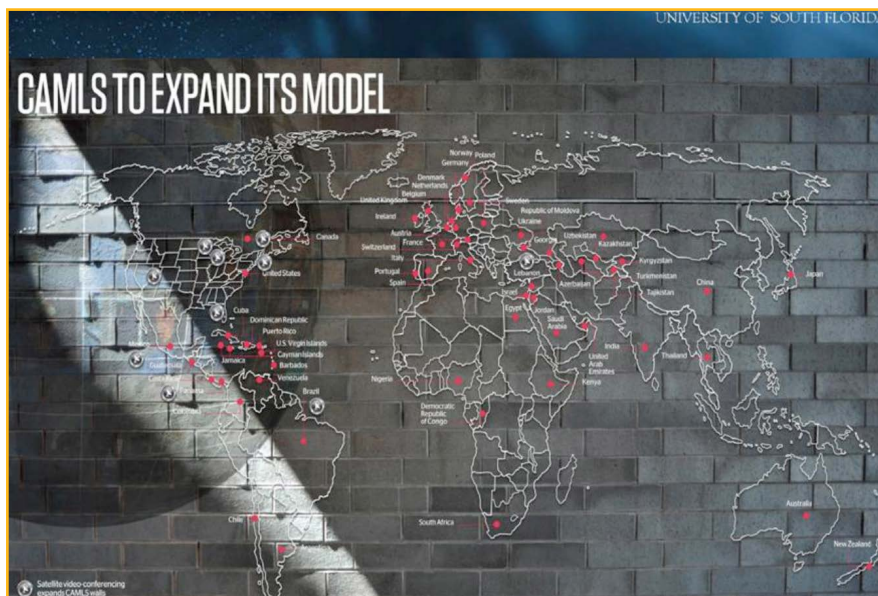 UNIVERSITY OF SOUTH FLORIDA
CAMLS TO EXPAND ITS MODEL
Norway
Poland
Germany
Denmark
Netherlands
Belgium
United Kingdom
Sweden
Ireland
Republic of Moldova
Ukraine
Austria
Uzbekistan
Canada
Switzerland
France
Georgia
Kazakhstan
Italy
Kyrgyzstan
United States
Portugal
Lebanon
Turkmenistan
Japan
Spain
Azerbaijan
China
Tajikistan
Israel
Cuba
Egypt
Jordan
Dominican Republic
Saudi
Arabia
Puerto Rico
U.S. Virgin Islands
India
Jamaica
Cayman Islands
Thailand
United
Arab
Emirates
Barbados
Venezuela
Nigeria
Kenya
Brazil
Democratic
Republic
of Congo
Australia
Chile
South Africa
New Zealand
Satellite video-conferencing
expands CAMLS walls